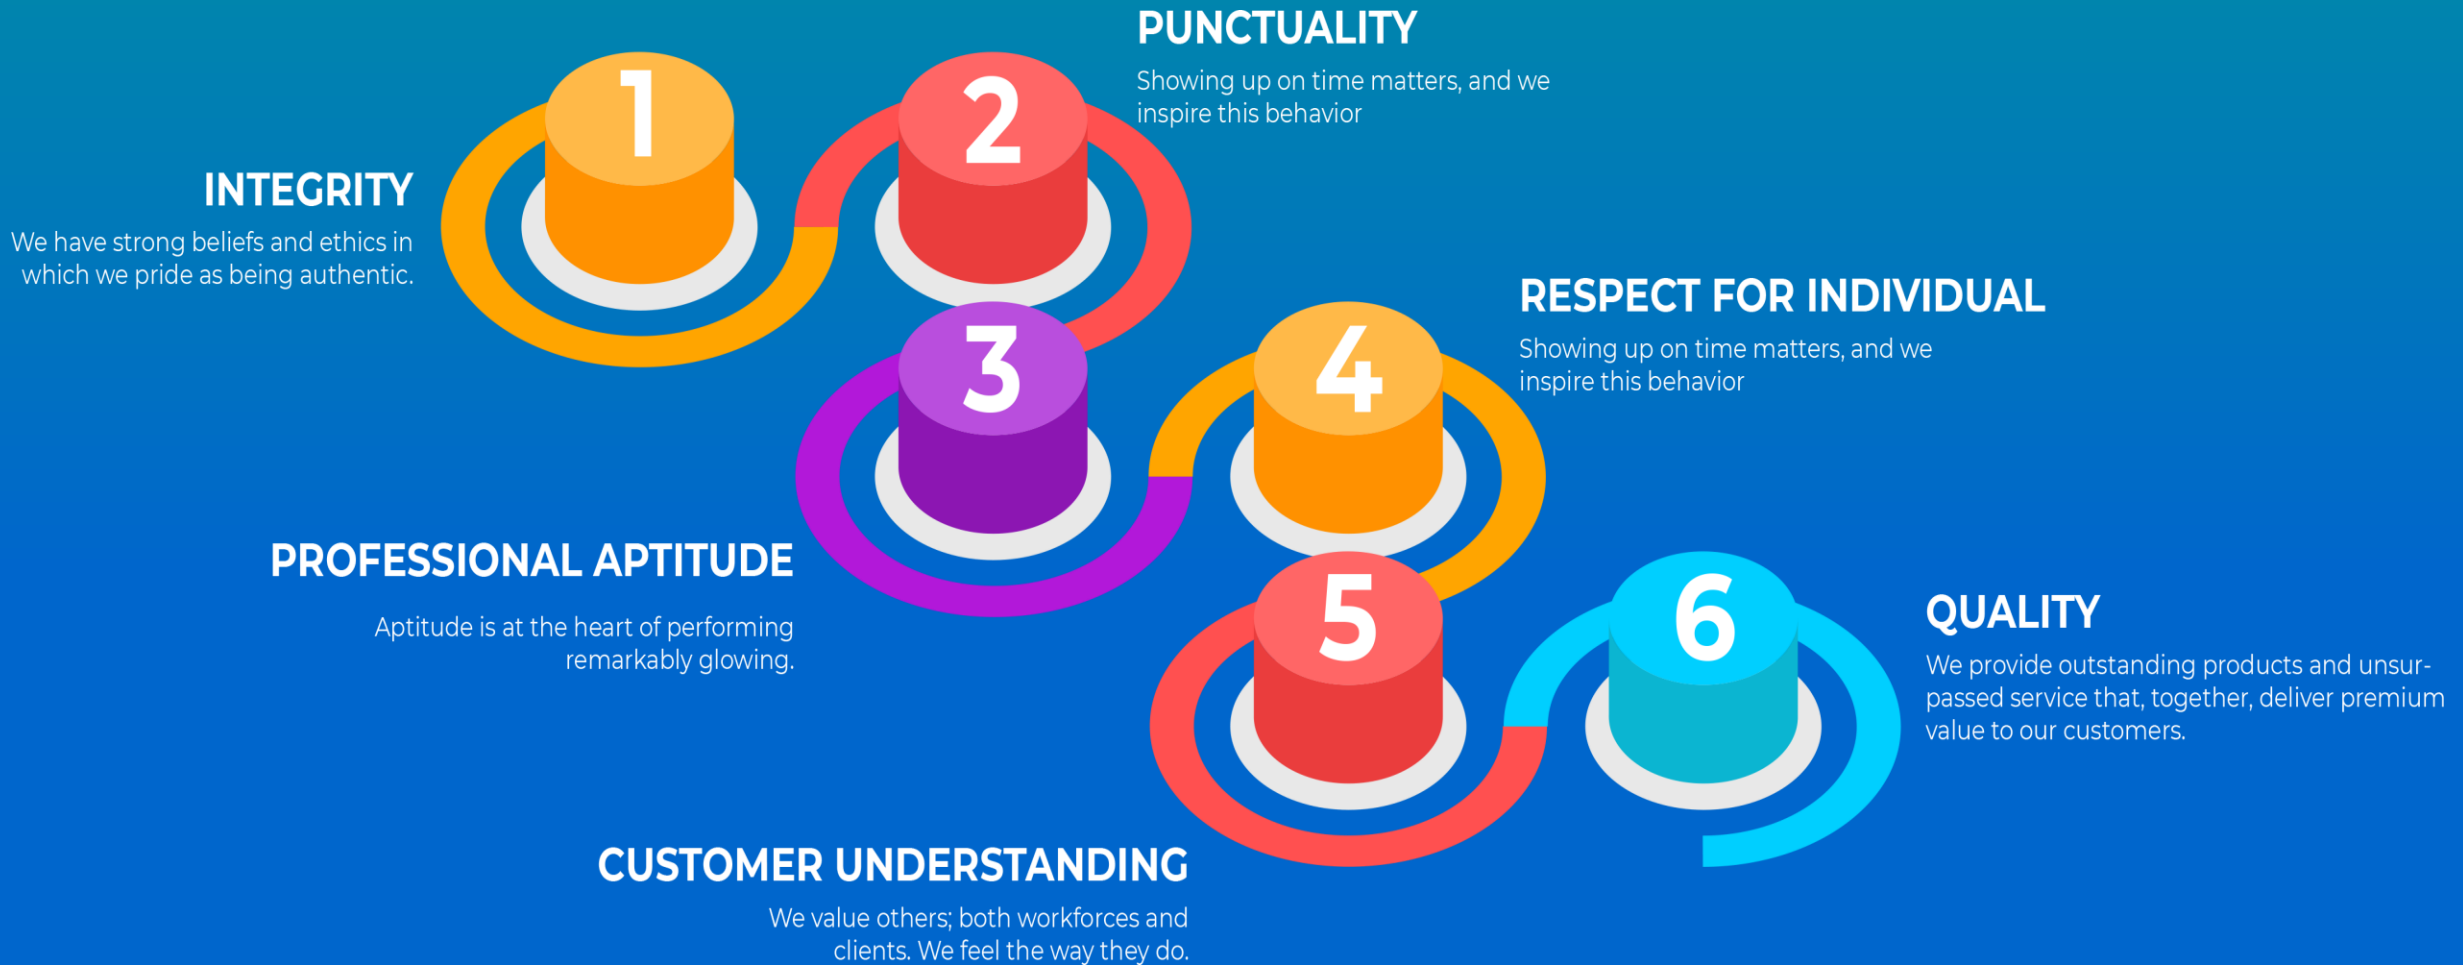 1
INTEGRITY
We have strong beliefs and ethics in
which we pride as being authentic.
2
PUNCTUALITY
Showing up on time matters, and we
inspire this behavior
3
PROFESSIONAL APTITUDE
Aptitude is at the heart of performing
remarkably glowing.
4
RESPECT FOR INDIVIDUAL
Showing up on time matters, and we
inspire this behavior
5
CUSTOMER UNDERSTANDING
We value others; both workforces and
clients. We feel the way they do.
6
QUALITY
We provide outstanding products and unsur-
passed service that, together, deliver premium
value to our customers.